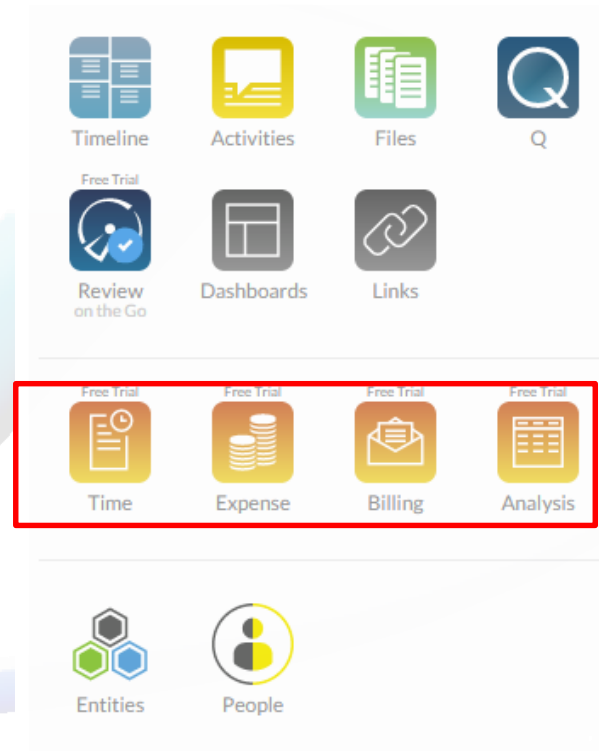 Timeline Activities Files Q
Free Trial
Review Dashboards Links
on the Go
Free Trial Free Trial Free Trial Free Trial
Time Expense Billing Analysis
Entities People